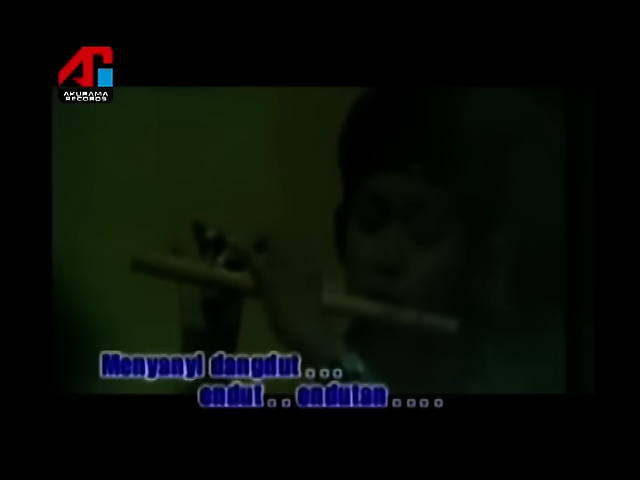 AKURAMA
RECORDS
Menyanyi dangdut . . .
endut . . endutan . . . .